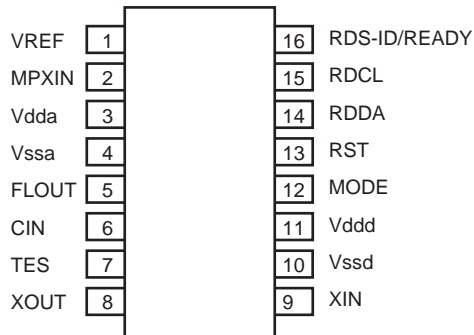 VREF 1 16 RDS-ID/READY
MPXIN 2 15 RDCL
Vdda 3 14 RDDA
Vssa 4 13 RST
FLOUT 5 12 MODE
CIN 6 11 Vddd
TES 7 10 Vssd
XOUT 8 9 XIN